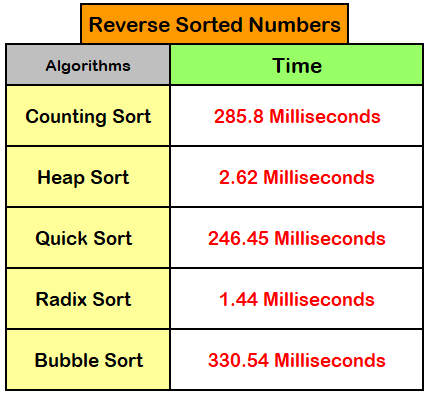 Reverse Sorted Numbers
Algorithms Time
Counting Sort 285.8 Milliseconds
Heap Sort 2.62 Milliseconds
Quick Sort 246.45 Milliseconds
Radix Sort 1.44 Milliseconds
Bubble Sort 330.54 Milliseconds